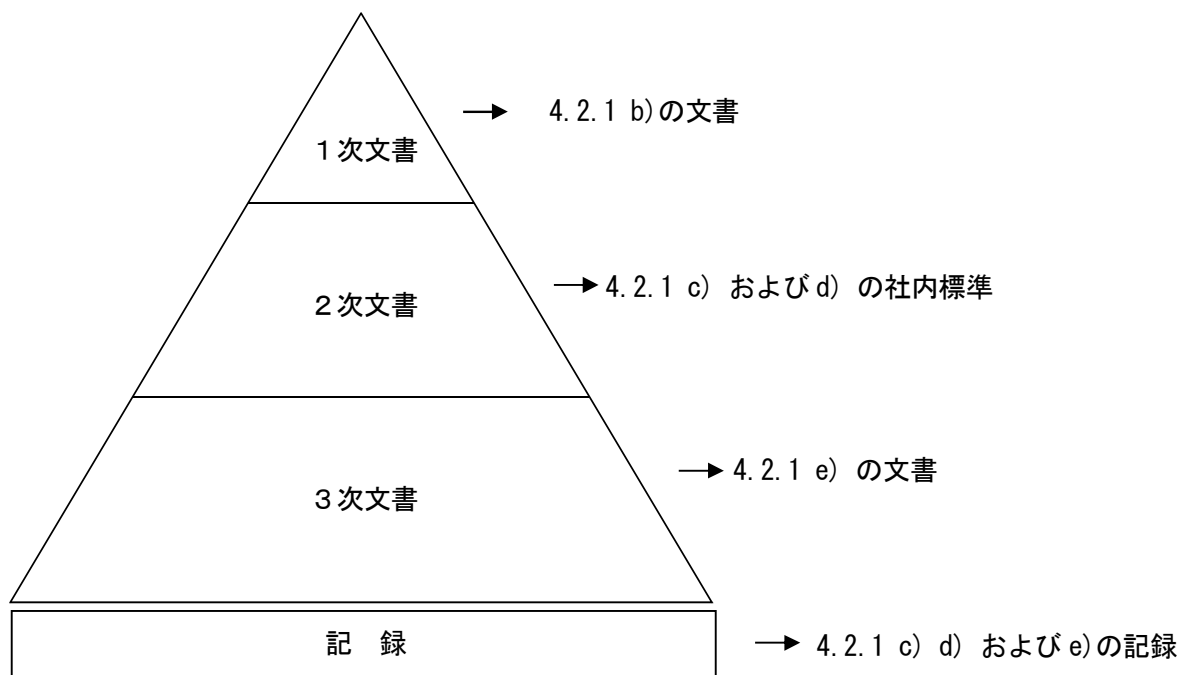 4.2.1 b)の文書
１次文書
4.2.1 c) および d) の社内標準
２次文書
4.2.1 e) の文書
３次文書
記　録
4.2.1 c) d) および e)の記録